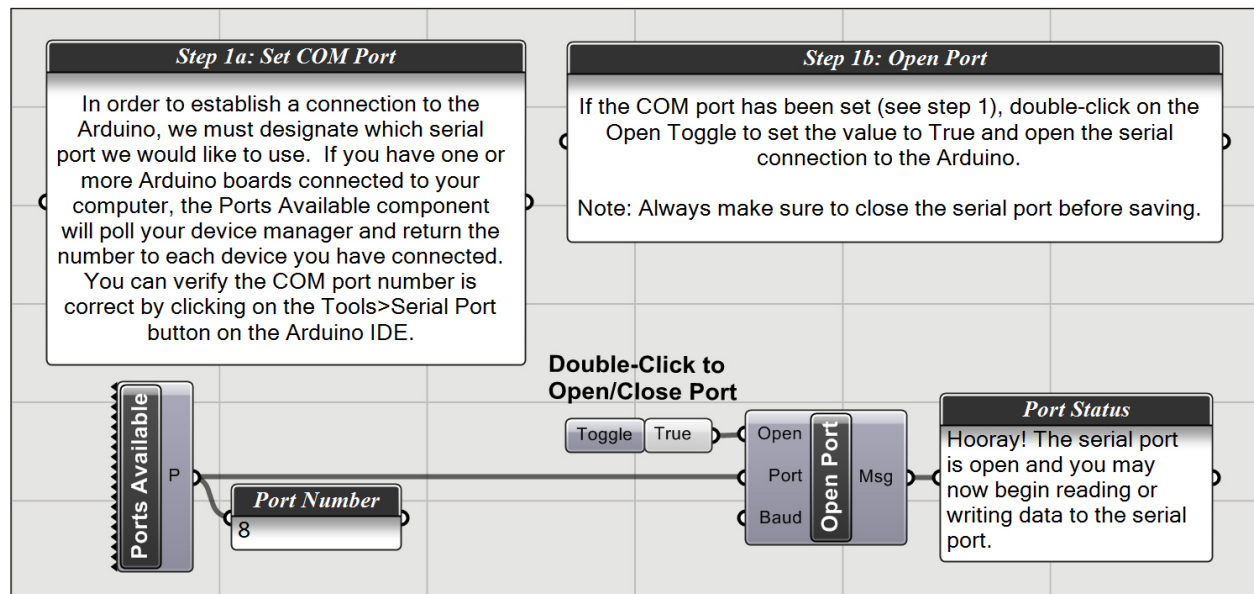 Step 1a: Set COM Port
In order to establish a connection to the
Arduino, we must designate which serial
port we would like to use.  If you have one or
more Arduino boards connected to your
computer, the Ports Available component
will poll your device manager and return the
number to each device you have connected.
You can verify the COM port number is
correct by clicking on the Tools>Serial Port
button on the Arduino IDE.
Step 1b: Open Port
If the COM port has been set (see step 1), double-click on the
Open Toggle to set the value to True and open the serial
connection to the Arduino.
Note: Always make sure to close the serial port before saving.
Ports Available
P
Port Number
8
Double-Click to
Open/Close Port
Toggle True
Open
Port
Baud
Open Port
Msg
Port Status
Hooray! The serial port
is open and you may
now begin reading or
writing data to the serial
port.